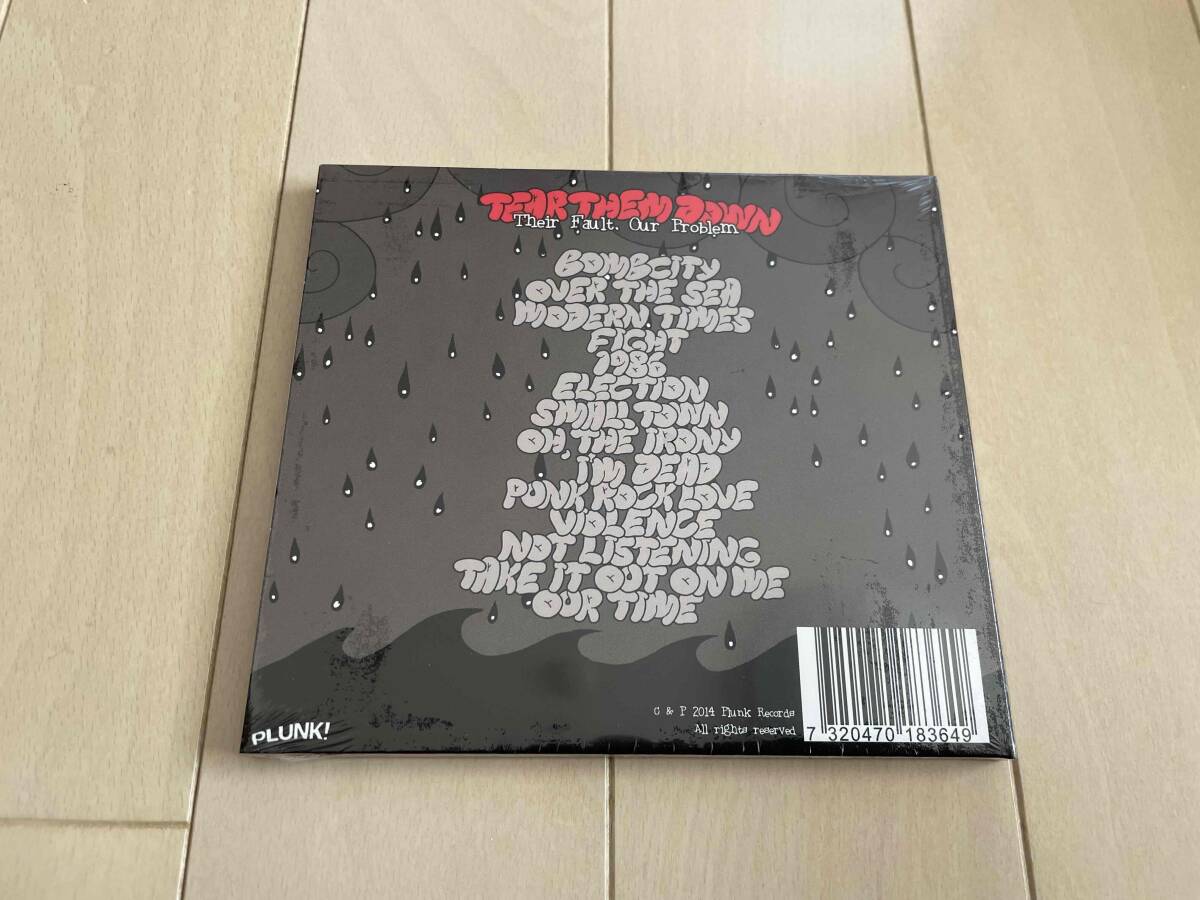 TEAR THEM DOWN
Their Fault, Our Problem
BOMBCITY
OVER THE SEA
MODERN TIMES
FIGHT
1986
ELECTION
SMALL TOWN
OH, THE IRONY
I'M DEAD
PUNK ROCK LOVE
VIOLENCE
NOT LISTENING
TAKE IT OUT ON ME
OUR TIME
C & P 2014 Plunk Records
All rights reserved
7 320470 183649
PLUNK!